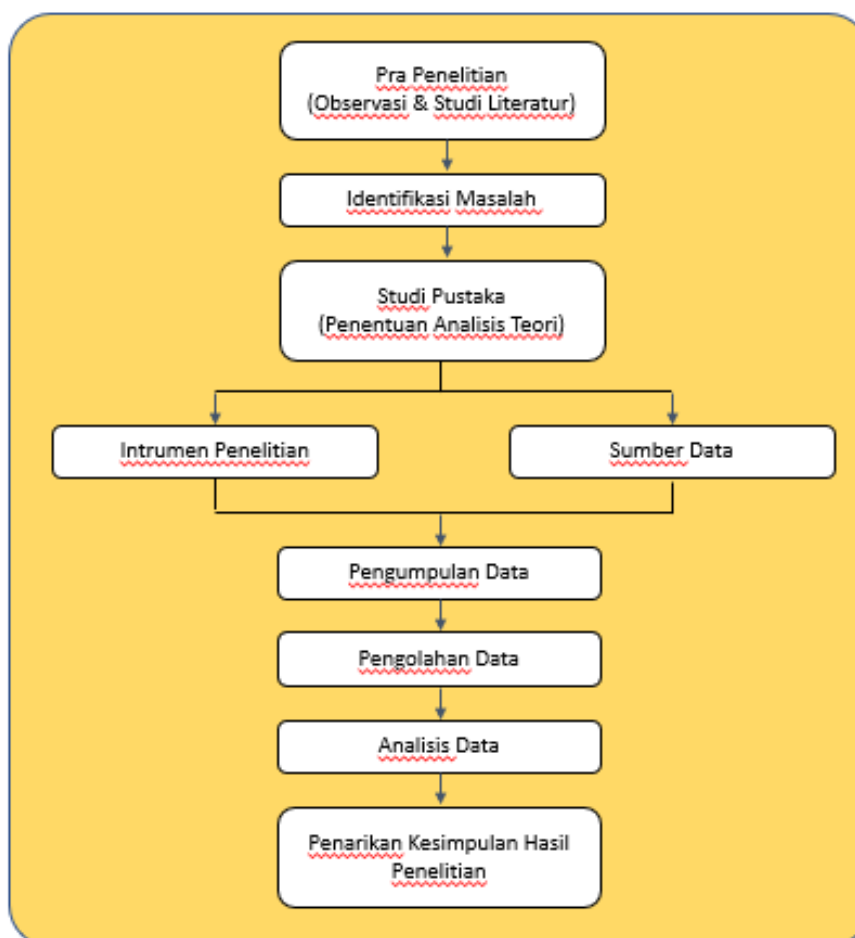 Pra Penelitian
(Observasi & Studi Literatur)
Identifikasi Masalah
Studi Pustaka
(Penentuan Analisis Teori)
Intrumen Penelitian
Sumber Data
Pengumpulan Data
Pengolahan Data
Analisis Data
Penarikan Kesimpulan Hasil
Penelitian